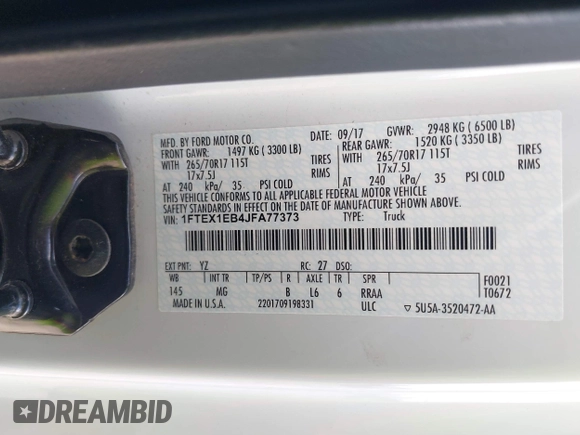 MFD. BY FORD MOTOR CO. DATE: 09/17 GVWR: 2948 KG ( 6500 LB)
FRONT GAWR: 1497 KG ( 3300 LB) REAR GAWR: 1520 KG ( 3350 LB)
WITH 265/70R17 115T TIRES WITH 265/70R17 115T TIRES
17x7.5J RIMS 17x7.5J RIMS
AT 240 kPa/ 35 PSI COLD AT 240 kPa/ 35 PSI COLD
THIS VEHICLE CONFORMS TO ALL APPLICABLE FEDERAL MOTOR VEHICLE
SAFETY STANDARDS IN EFFECT ON THE DATE OF MANUFACTURE SHOWN ABOVE.
VIN: 1FTEX1EB4JFA77373 TYPE: Truck
EXT PNT: YZ RC: 27 DSO:
WB INT TR TP/PS R AXLE TR SPR F0021
145 MG B L6 6 RRAA T0672
MADE IN U.S.A. 2201709198331 ULC 5U5A-3520472-AA
DREAMBID